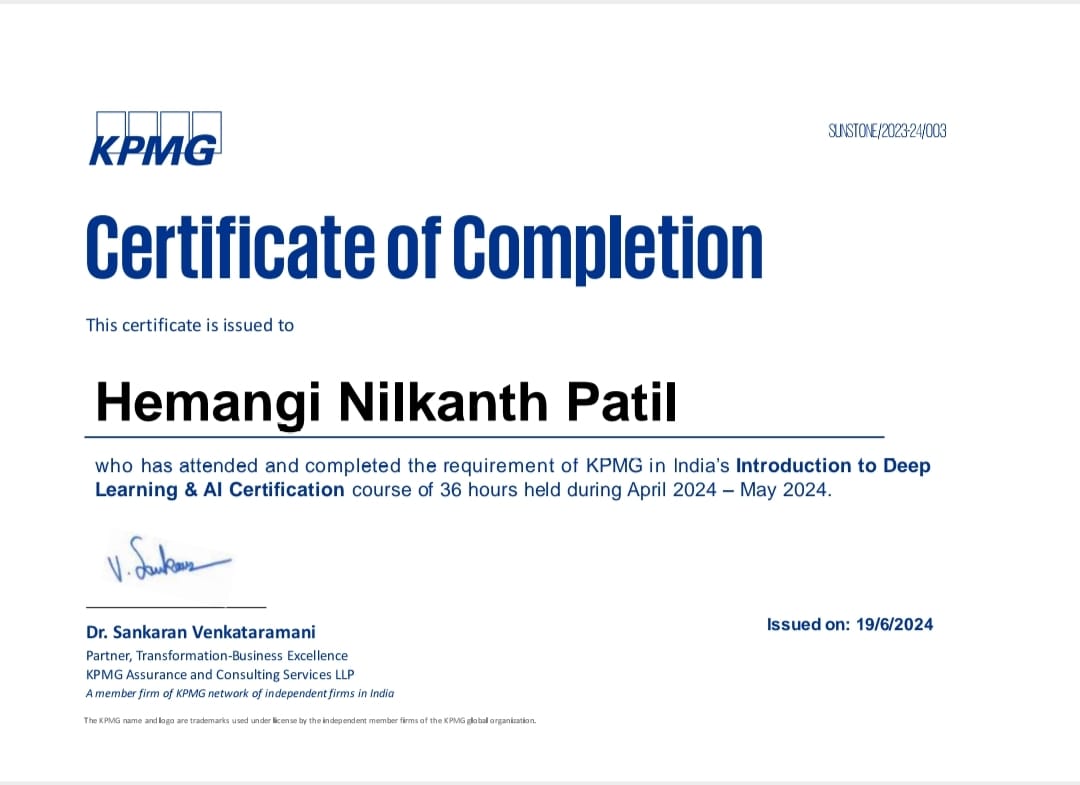 KPMG
SUNSTONE/2023-24/003
Certificate of Completion
This certificate is issued to
Hemangi Nilkanth Patil
who has attended and completed the requirement of KPMG in India’s Introduction to Deep
Learning & AI Certification course of 36 hours held during April 2024 – May 2024.
V. Sankaran
Dr. Sankaran Venkataramani
Partner, Transformation-Business Excellence
KPMG Assurance and Consulting Services LLP
A member firm of KPMG network of independent firms in India
Issued on: 19/6/2024
The KPMG name and logo are trademarks used under license by the independent member firms of the KPMG global organization.